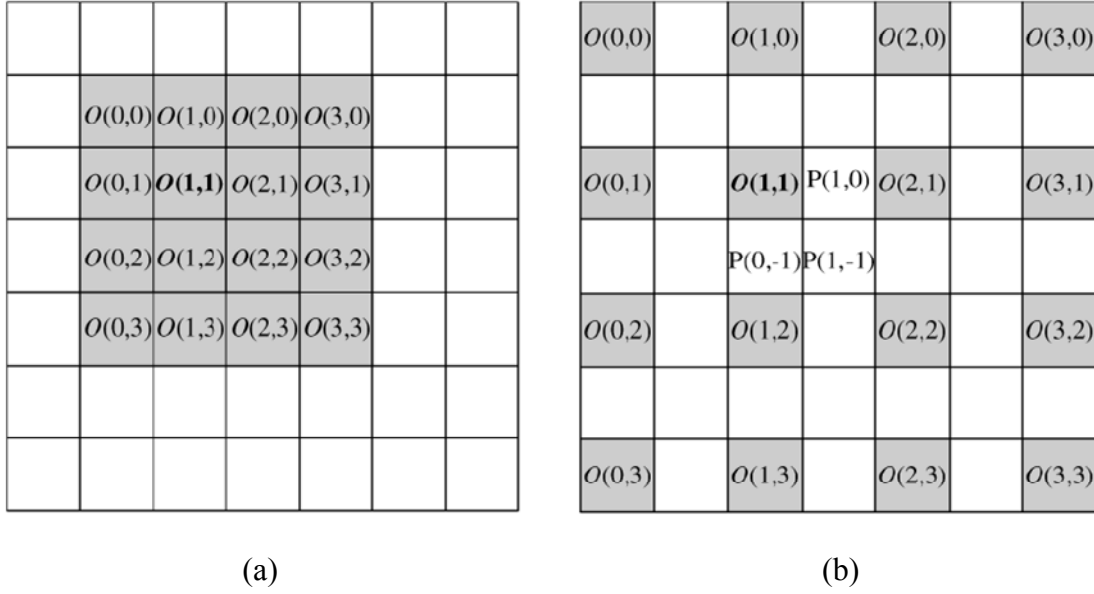 O(0,0) O(1,0) O(2,0) O(3,0)
O(0,1) O(1,1) O(2,1) O(3,1)
O(0,2) O(1,2) O(2,2) O(3,2)
O(0,3) O(1,3) O(2,3) O(3,3)
(a)
O(0,0) O(1,0) O(2,0) O(3,0)
O(0,1) O(1,1) P(1,0) O(2,1) O(3,1)
P(0,-1) P(1,-1)
O(0,2) O(1,2) O(2,2) O(3,2)
O(0,3) O(1,3) O(2,3) O(3,3)
(b)